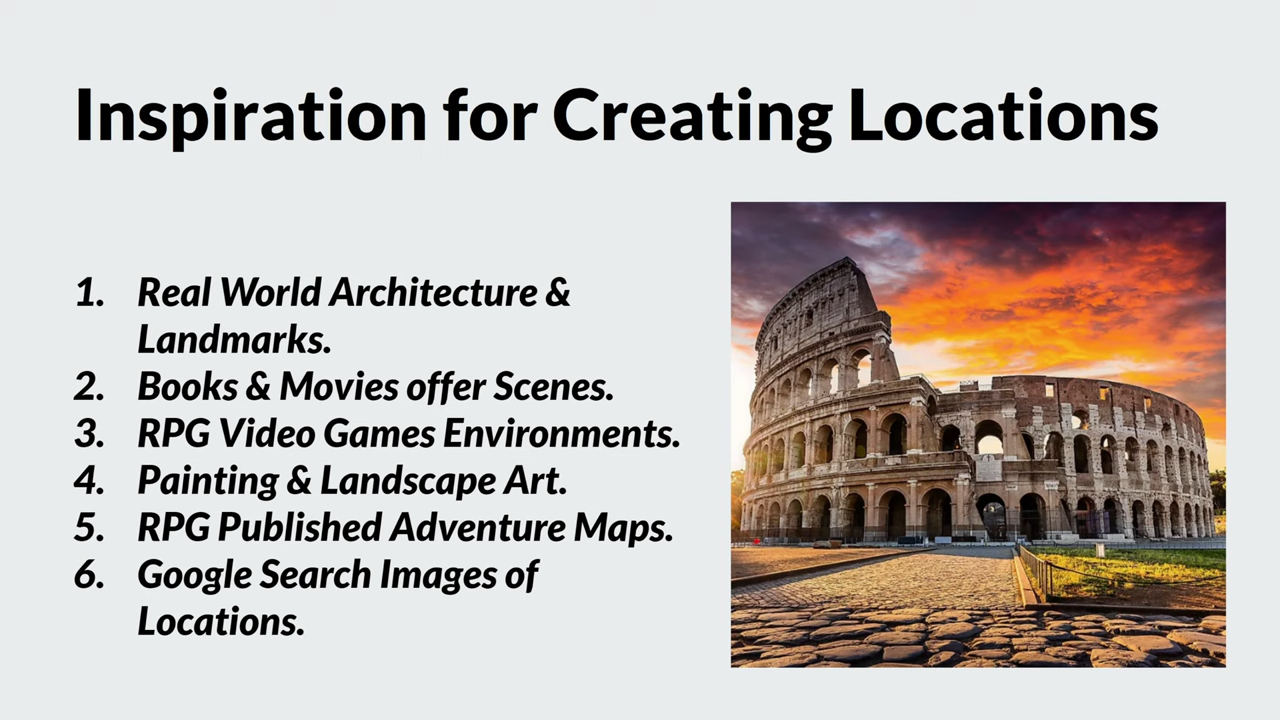 Inspiration for Creating Locations
1. Real World Architecture &
Landmarks.
2. Books & Movies offer Scenes.
3. RPG Video Games Environments.
4. Painting & Landscape Art.
5. RPG Published Adventure Maps.
6. Google Search Images of
Locations.